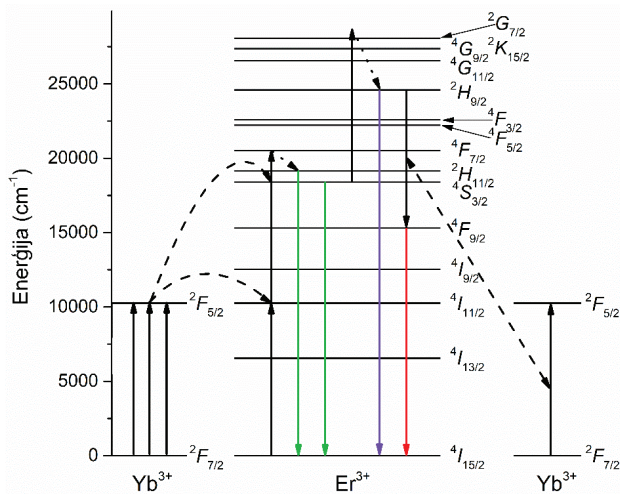 Enerģija (cm⁻¹)
25000
20000
15000
10000
5000
0
²F₅/₂
²F₇/₂
Yb³⁺
²G₇/₂
⁴G₉/₂ ²K₁₅/₂
⁴G₁₁/₂
²H₉/₂
⁴F₃/₂
⁴F₅/₂
⁴F₇/₂
²H₁₁/₂
⁴S₃/₂
⁴F₉/₂
⁴I₉/₂
⁴I₁₁/₂
⁴I₁₃/₂
⁴I₁₅/₂
Er³⁺
²F₅/₂
²F₇/₂
Yb³⁺